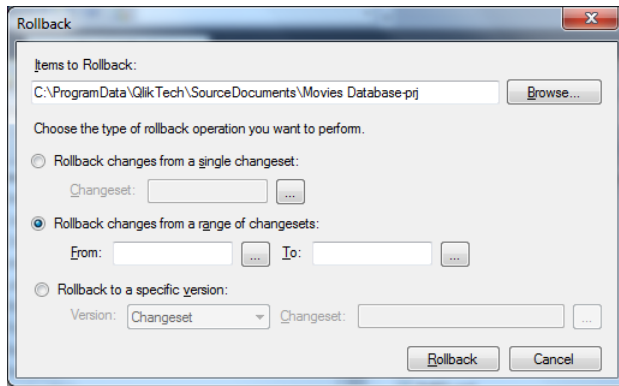 Rollback
Items to Rollback:
C:\ProgramData\QlikTech\SourceDocuments\Movies Database-prj Browse...
Choose the type of rollback operation you want to perform.
Rollback changes from a single changeset:
Changeset: ...
Rollback changes from a range of changesets:
From: ... To: ...
Rollback to a specific version:
Version: Changeset Changeset: ...
Rollback Cancel